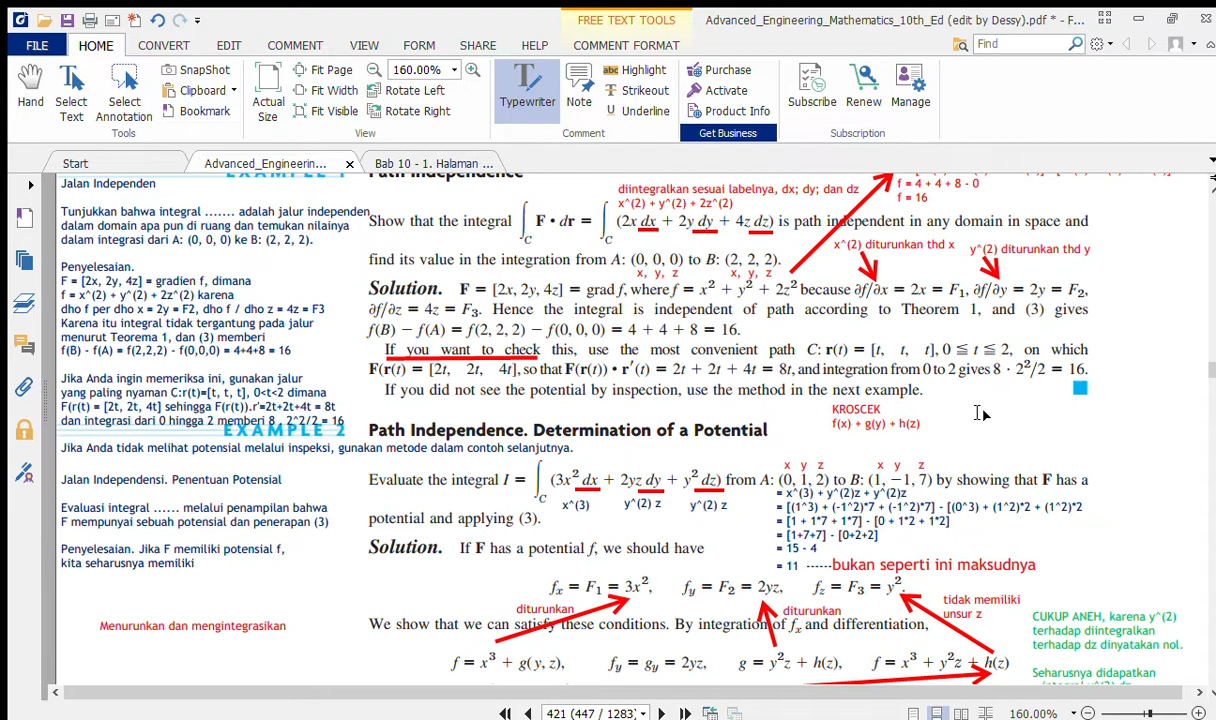 FREE TEXT TOOLS
Advanced_Engineering_Mathematics_10th_Ed (edit by Dessy).pdf * - F...
FILE HOME CONVERT EDIT COMMENT VIEW FORM SHARE HELP COMMENT FORMAT
Find
Hand
Select Text
Select Annotation
SnapShot
Clipboard
Bookmark
Tools
Actual Size
Fit Page
Fit Width
Fit Visible
160.00%
Rotate Left
Rotate Right
View
Typewriter
Note
Highlight
Strikeout
Underline
Comment
Purchase
Activate
Product Info
Get Business
Subscribe
Renew
Manage
Subscription
Start
Advanced_Engineerin...
Bab 10 - 1. Halaman ...
EXAMPLE 1
Path Independence
Jalan Independen
Tunjukkan bahwa integral ....... adalah jalur independen
dalam domain apa pun di ruang dan temukan nilainya
dalam integrasi dari A: (0, 0, 0) ke B: (2, 2, 2).
Penyelesaian.
F = [2x, 2y, 4z] = gradien f, dimana
f = x^(2) + y^(2) + 2z^(2) karena
dho f per dho x = 2y = F2, dho f / dho z = 4z = F3
Karena itu integral tidak tergantung pada jalur
menurut Teorema 1, dan (3) memberi
f(B) - f(A) = f(2,2,2) - f(0,0,0) = 4+4+8 = 16
Jika Anda ingin memeriksa ini, gunakan jalur
yang paling nyaman C:r(t)=[t, t, t], 0<t<2 dimana
F(r(t) = [2t, 2t, 4t] sehingga F(r(t)).r'=2t+2t+4t = 8t
dan integrasi dari 0 hingga 2 memberi 8 . 2^2/2 = 16
Jika Anda tidak melihat potensial melalui inspeksi, gunakan metode dalam contoh selanjutnya.
Jalan Independensi. Penentuan Potensial
Evaluasi integral ...... melalui penampilan bahwa
F mempunyai sebuah potensial dan penerapan (3)
Penyelesaian. Jika F memiliki potensial f,
kita seharusnya memiliki
Menurunkan dan mengintegrasikan
f = 4 + 4 + 8 - 0
f = 16
diintegralkan sesuai labelnya, dx; dy; dan dz
x^(2) + y^(2) + 2z^(2)
Show that the integral ∫C F • dr = ∫C (2x dx + 2y dy + 4z dz) is path independent in any domain in space and
x^(2) diturunkan thd x
y^(2) diturunkan thd y
find its value in the integration from A: (0, 0, 0) to B: (2, 2, 2).
x, y, z x, y, z
Solution. F = [2x, 2y, 4z] = grad f, where f = x² + y² + 2z² because ∂f/∂x = 2x = F₁, ∂f/∂y = 2y = F₂,
∂f/∂z = 4z = F₃. Hence the integral is independent of path according to Theorem 1, and (3) gives
f(B) − f(A) = f(2, 2, 2) − f(0, 0, 0) = 4 + 4 + 8 = 16.
If you want to check this, use the most convenient path C: r(t) = [t, t, t], 0 ≦ t ≦ 2, on which
F(r(t)) = [2t, 2t, 4t], so that F(r(t)) • r′(t) = 2t + 2t + 4t = 8t, and integration from 0 to 2 gives 8 · 2²/2 = 16.
If you did not see the potential by inspection, use the method in the next example.
KROSCEK
f(x) + g(y) + h(z)
EXAMPLE 2
Path Independence. Determination of a Potential
x y z x y z
Evaluate the integral I = ∫C (3x² dx + 2yz dy + y² dz) from A: (0, 1, 2) to B: (1, −1, 7) by showing that F has a
x^(3) y^(2) z y^(2) z
potential and applying (3).
= x^(3) + y^(2)z + y^(2)z
= [(1^3) + (-1^2)*7 + (-1^2)*7] - [(0^3) + (1^2)*2 + (1^2)*2
= [1 + 1*7 + 1*7] - [0 + 1*2 + 1*2]
= [1+7+7] - [0+2+2]
= 15 - 4
= 11 ------bukan seperti ini maksudnya
Solution. If F has a potential f, we should have
fx = F₁ = 3x², fy = F₂ = 2yz, fz = F₃ = y².
diturunkan
diturunkan
tidak memiliki
unsur z
We show that we can satisfy these conditions. By integration of fx and differentiation,
f = x³ + g(y, z), fy = gy = 2yz, g = y²z + h(z), f = x³ + y²z + h(z)
CUKUP ANEH, karena y^(2)
terhadap diintegralkan
terhadap dz dinyatakan nol.
Seharusnya didapatkan
421 (447 / 1283)
160.00%